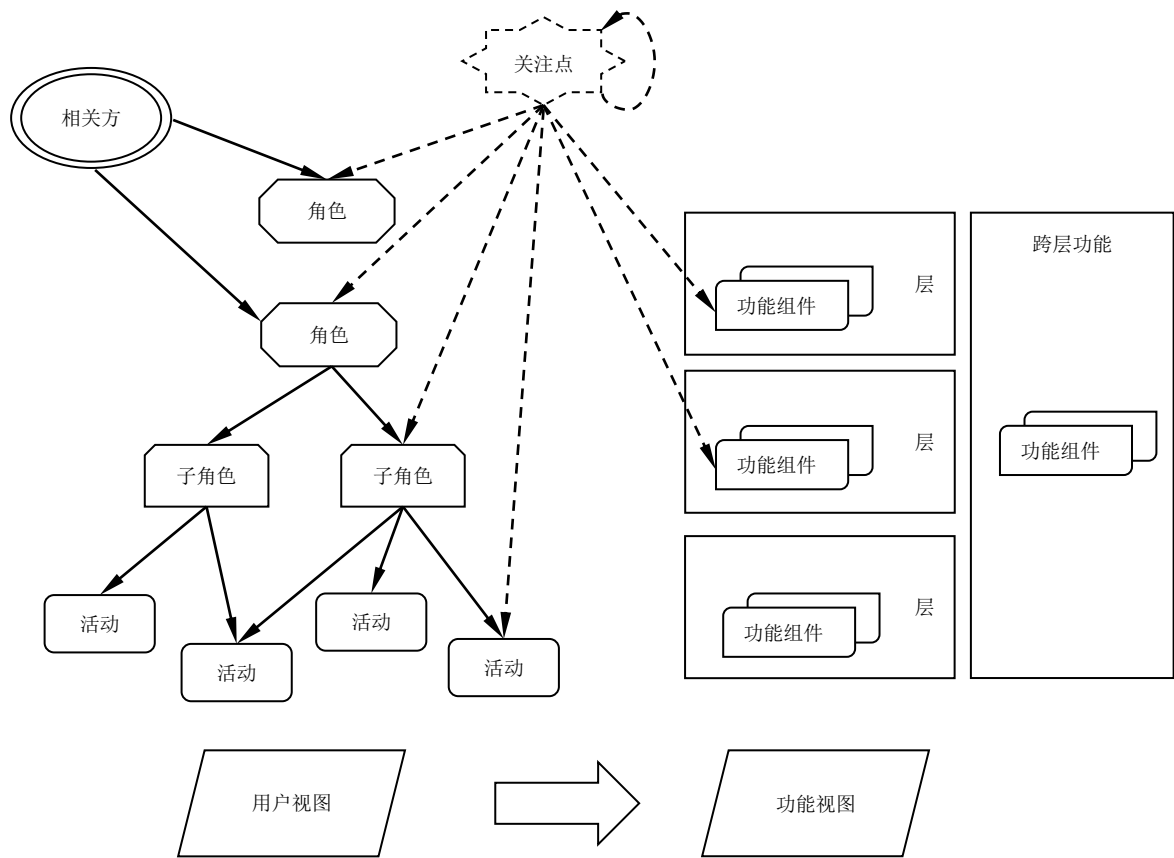 关注点
相关方
角色
跨层功能
层
功能组件
角色
层
功能组件
功能组件
子角色
子角色
层
功能组件
活动
活动
活动
活动
用户视图
功能视图